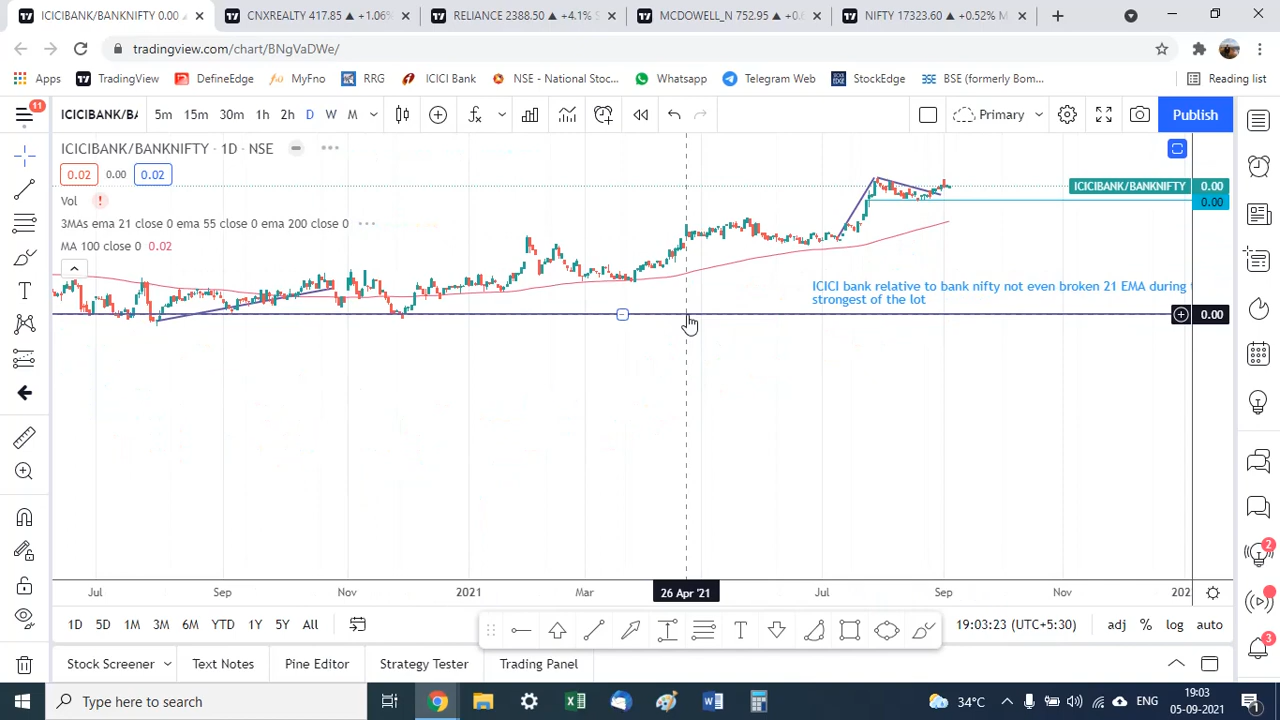 ICICIBANK/BANKNIFTY 0.00
CNXREALTY 417.85 ▲ +1.06%
RELIANCE 2388.50 ▲ +4.1%
MCDOWELL_N 752.95 ▲
NIFTY 17323.60 ▲ +0.52%
tradingview.com/chart/BNgVaDWe/
Apps
TradingView
DefineEdge
MyFno
RRG
ICICI Bank
NSE - National Stoc...
Whatsapp
Telegram Web
StockEdge
BSE (formerly Bom...
Reading list
11
ICICIBANK/BA
5m 15m 30m 1h 2h D W M
Primary
Publish
ICICIBANK/BANKNIFTY · 1D · NSE
0.02 0.00 0.02
Vol
3MAs ema 21 close 0 ema 55 close 0 ema 200 close 0
MA 100 close 0 0.02
ICICIBANK/BANKNIFTY 0.00
0.00
ICICI bank relative to bank nifty not even broken 21 EMA during
strongest of the lot
0.00
Jul Sep Nov 2021 Mar 26 Apr '21 Jul Sep Nov 202
1D 5D 1M 3M 6M YTD 1Y 5Y All
19:03:23 (UTC+5:30)
adj % log auto
2
3
Stock Screener
Text Notes
Pine Editor
Strategy Tester
Trading Panel
Type here to search
34°C
ENG
19:03
05-09-2021
1